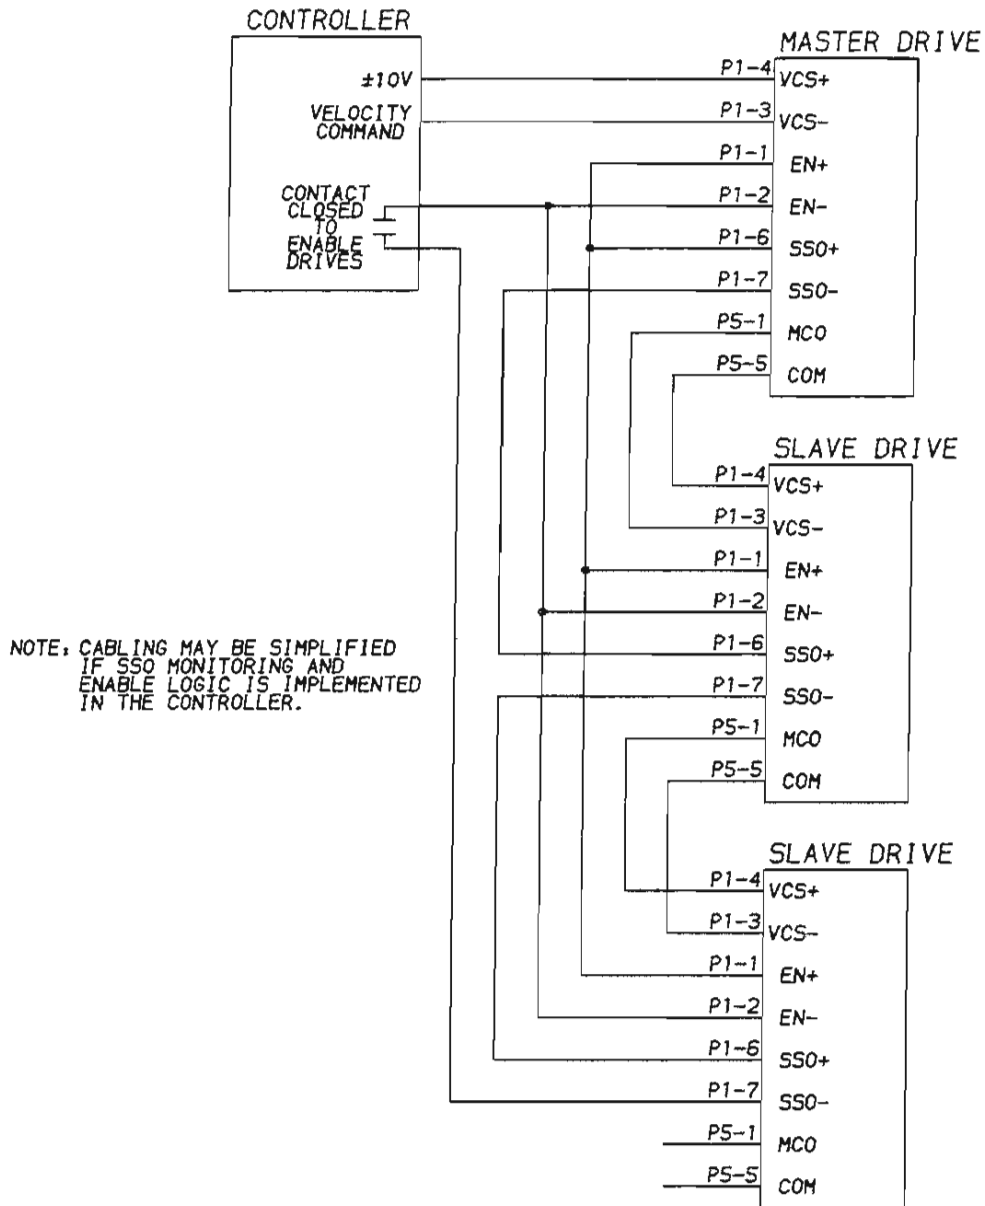 CONTROLLER
±10V
VELOCITY
COMMAND
CONTACT
CLOSED
TO
ENABLE
DRIVES
MASTER DRIVE
P1-4 VCS+
P1-3 VCS-
P1-1 EN+
P1-2 EN-
P1-6 SSO+
P1-7 SSO-
P5-1 MCO
P5-5 COM
SLAVE DRIVE
P1-4 VCS+
P1-3 VCS-
P1-1 EN+
P1-2 EN-
P1-6 SSO+
P1-7 SSO-
P5-1 MCO
P5-5 COM
NOTE: CABLING MAY BE SIMPLIFIED
IF SSO MONITORING AND
ENABLE LOGIC IS IMPLEMENTED
IN THE CONTROLLER.
SLAVE DRIVE
P1-4 VCS+
P1-3 VCS-
P1-1 EN+
P1-2 EN-
P1-6 SSO+
P1-7 SSO-
P5-1 MCO
P5-5 COM